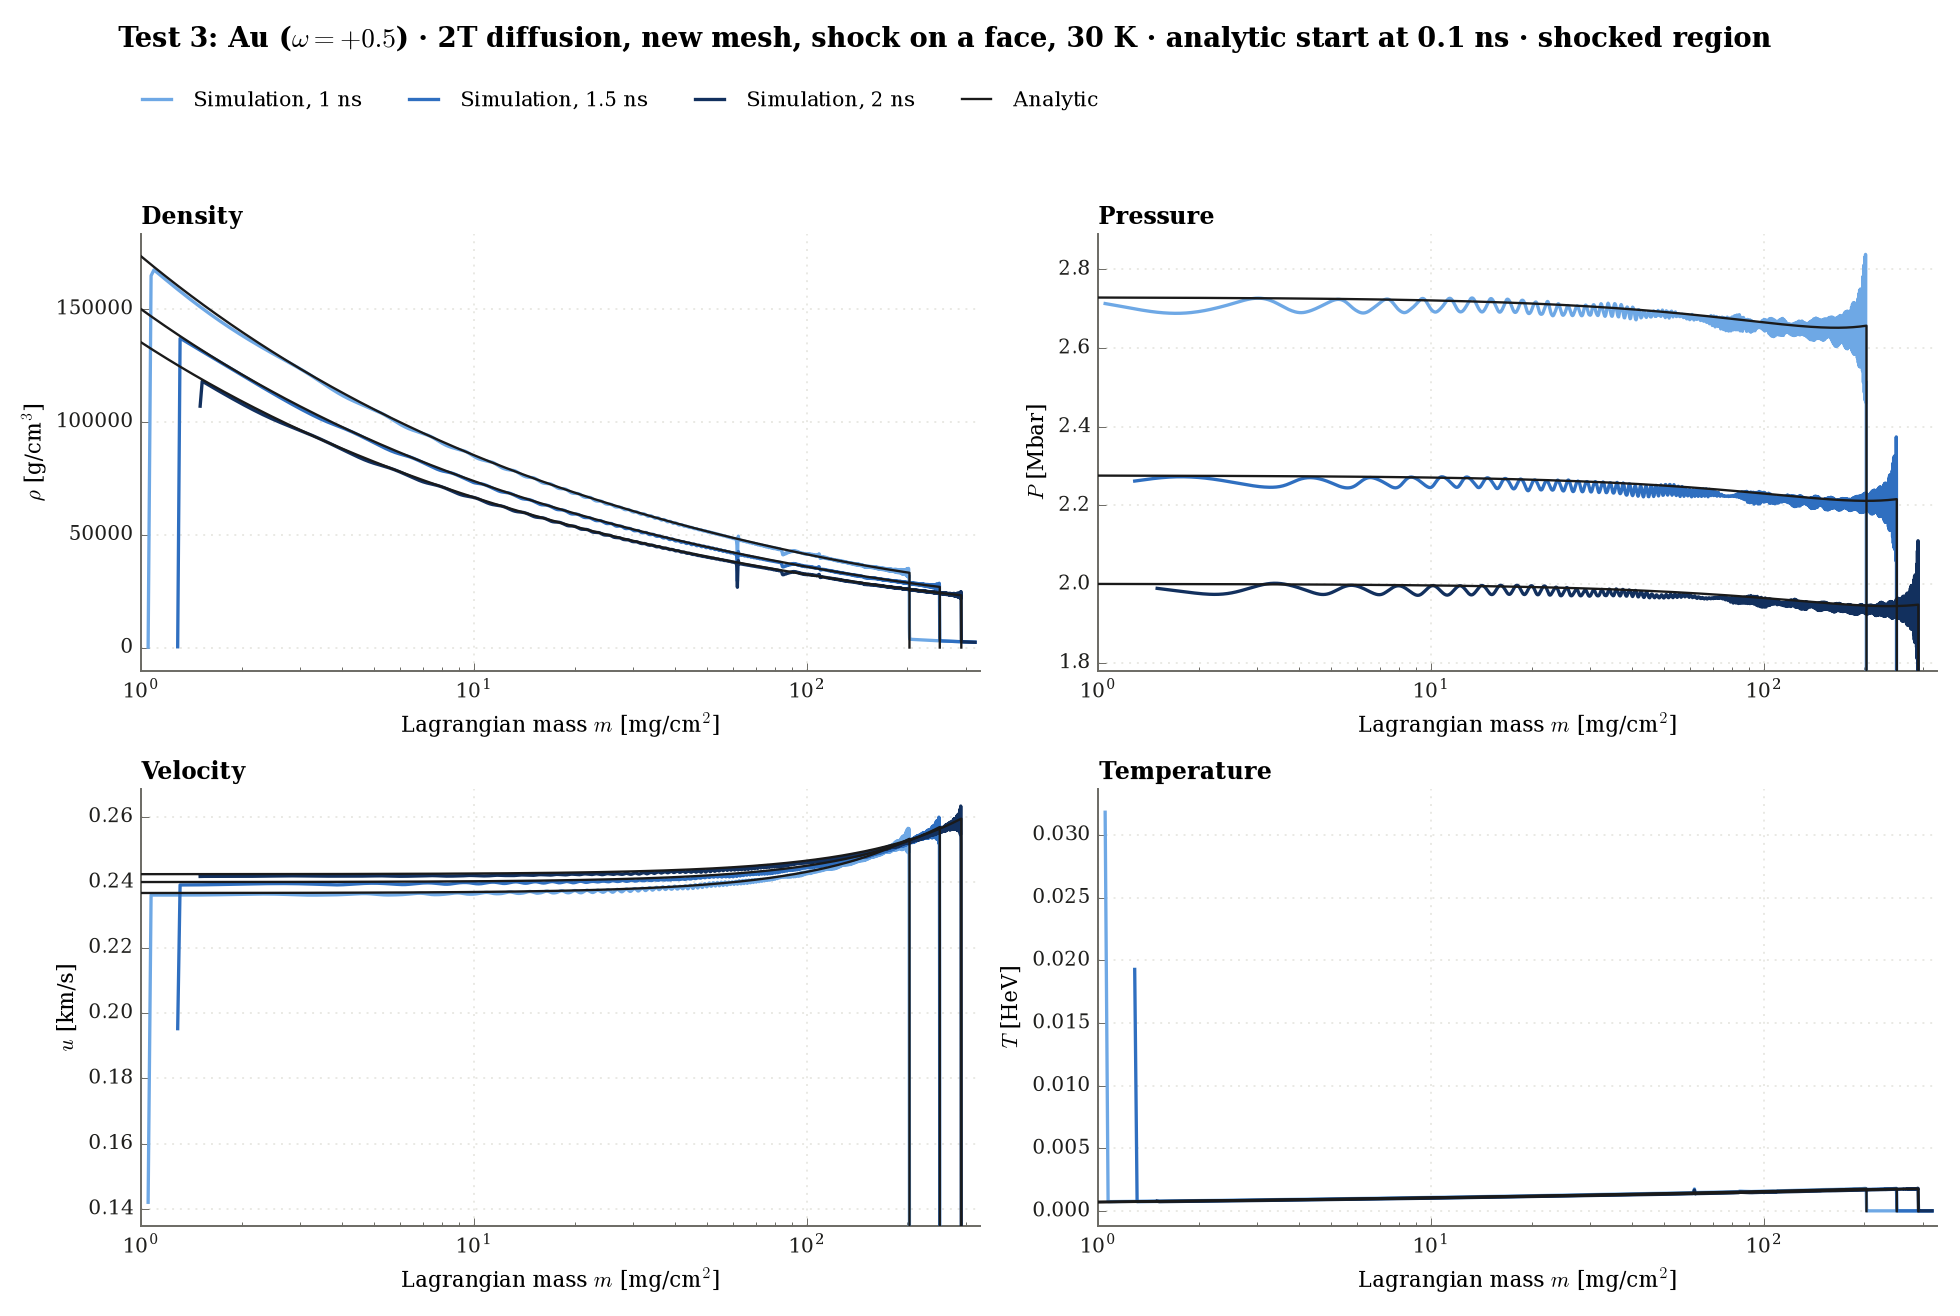 Test 3: Au (ω = +0.5) · 2T diffusion, new mesh, shock on a face, 30 K · analytic start at 0.1 ns · shocked region
Simulation, 1 ns
Simulation, 1.5 ns
Simulation, 2 ns
Analytic
Density
ρ [g/cm³]
150000
100000
50000
0
10⁰
10¹
10²
Lagrangian mass m [mg/cm²]
Pressure
P [Mbar]
2.8
2.6
2.4
2.2
2.0
1.8
10⁰
10¹
10²
Lagrangian mass m [mg/cm²]
Velocity
u [km/s]
0.26
0.24
0.22
0.20
0.18
0.16
0.14
10⁰
10¹
10²
Lagrangian mass m [mg/cm²]
Temperature
T [HeV]
0.030
0.025
0.020
0.015
0.010
0.005
0.000
10⁰
10¹
10²
Lagrangian mass m [mg/cm²]